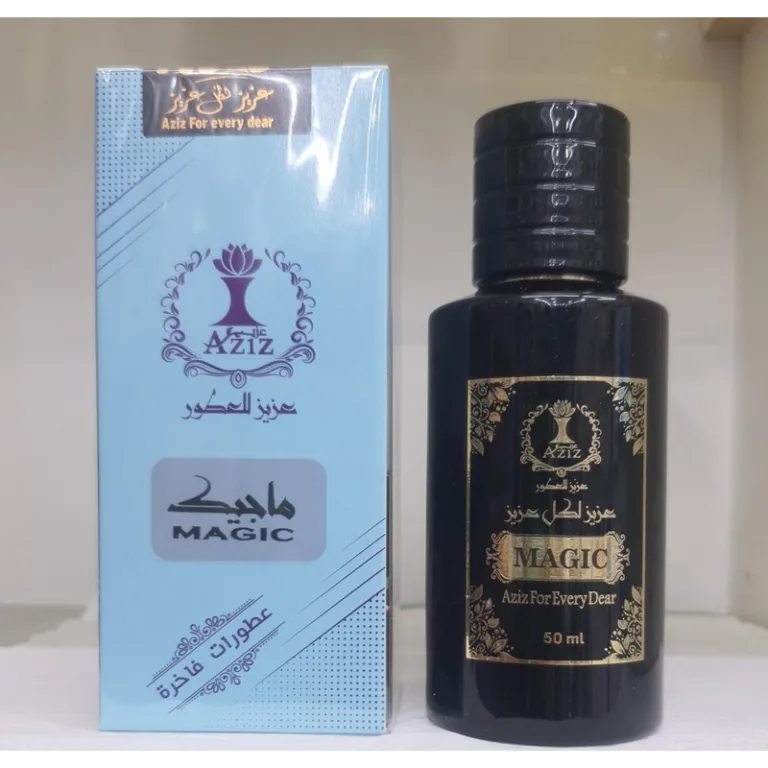 عزيز لكل عزيز
Aziz For every dear
عزيز
AZIZ
عزيز للعطور
ماجيك
MAGIC
عطورات فاخرة
عزيز
AZIZ
عزيز للعطور
عزيز لكل عزيز
MAGIC
Aziz For Every Dear
50 ml